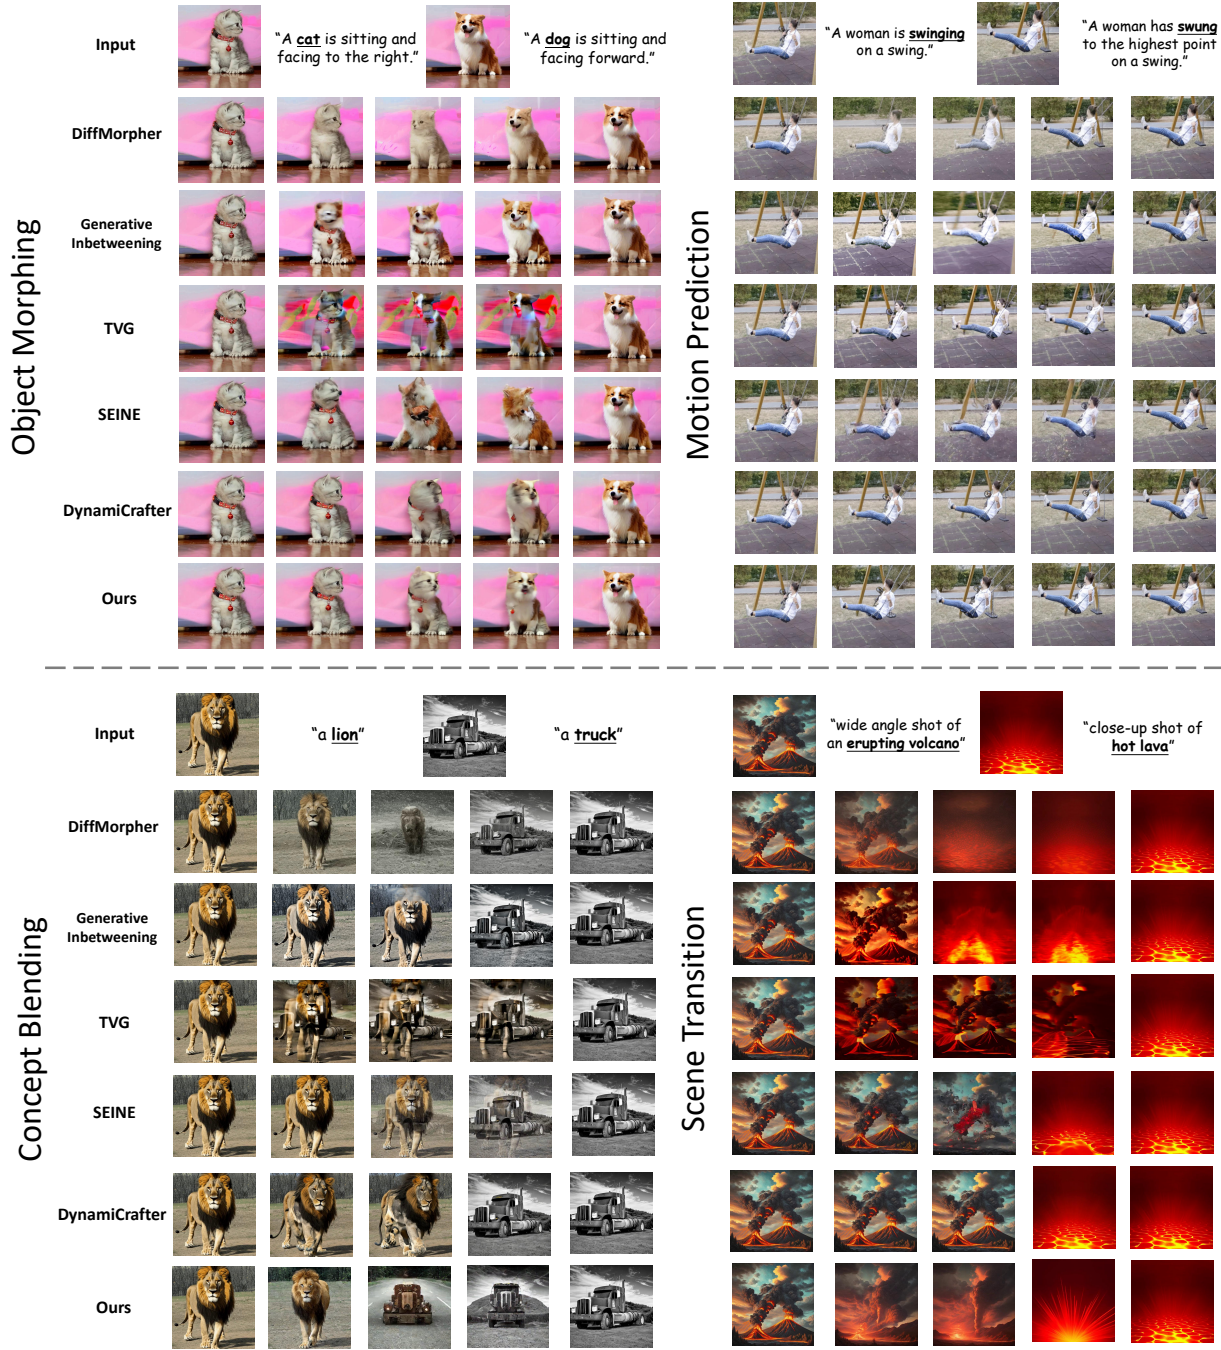 Object Morphing
Input
“A cat is sitting and
facing to the right.”
“A dog is sitting and
facing forward.”
DiffMorpher
Generative
Inbetweening
TVG
SEINE
DynamiCrafter
Ours
Motion Prediction
“A woman is swinging
on a swing.”
“A woman has swung
to the highest point
on a swing.”
Concept Blending
Input
“a lion”
“a truck”
DiffMorpher
Generative
Inbetweening
TVG
SEINE
DynamiCrafter
Ours
Scene Transition
“wide angle shot of
an erupting volcano”
“close-up shot of
hot lava”